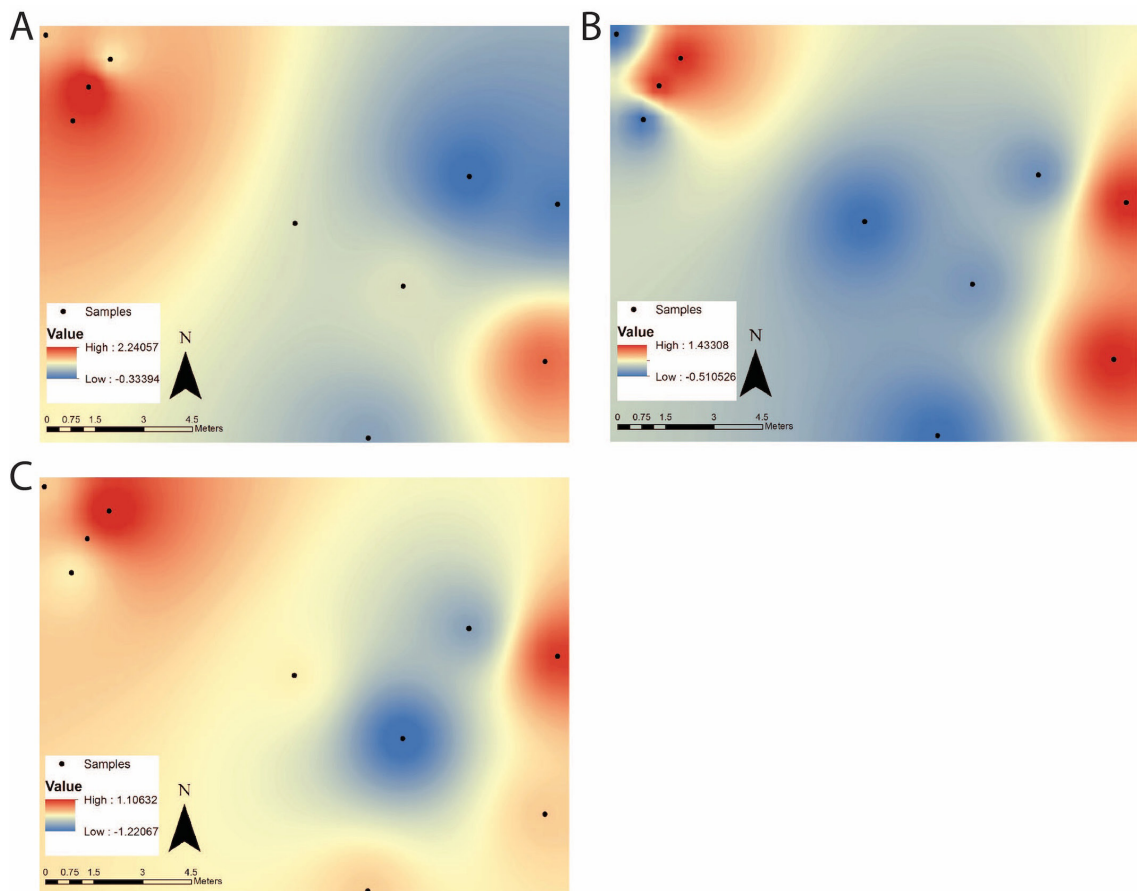 A
Samples
Value
High : 2.24057
Low : -0.33394
N
0 0.75 1.5 3 4.5
Meters
B
Samples
Value
High : 1.43308
Low : -0.510526
N
0 0.75 1.5 3 4.5
Meters
C
Samples
Value
High : 1.10632
Low : -1.22067
N
0 0.75 1.5 3 4.5
Meters